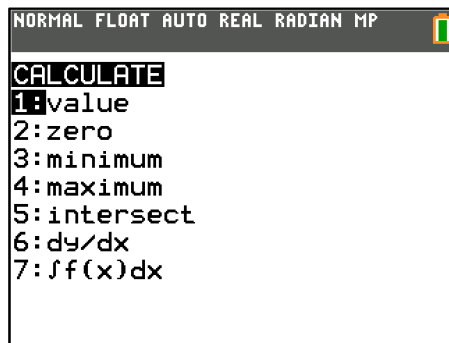 NORMAL FLOAT AUTO REAL RADIAN MP
CALCULATE
1:value
2:zero
3:minimum
4:maximum
5:intersect
6:dy/dx
7:∫f(x)dx